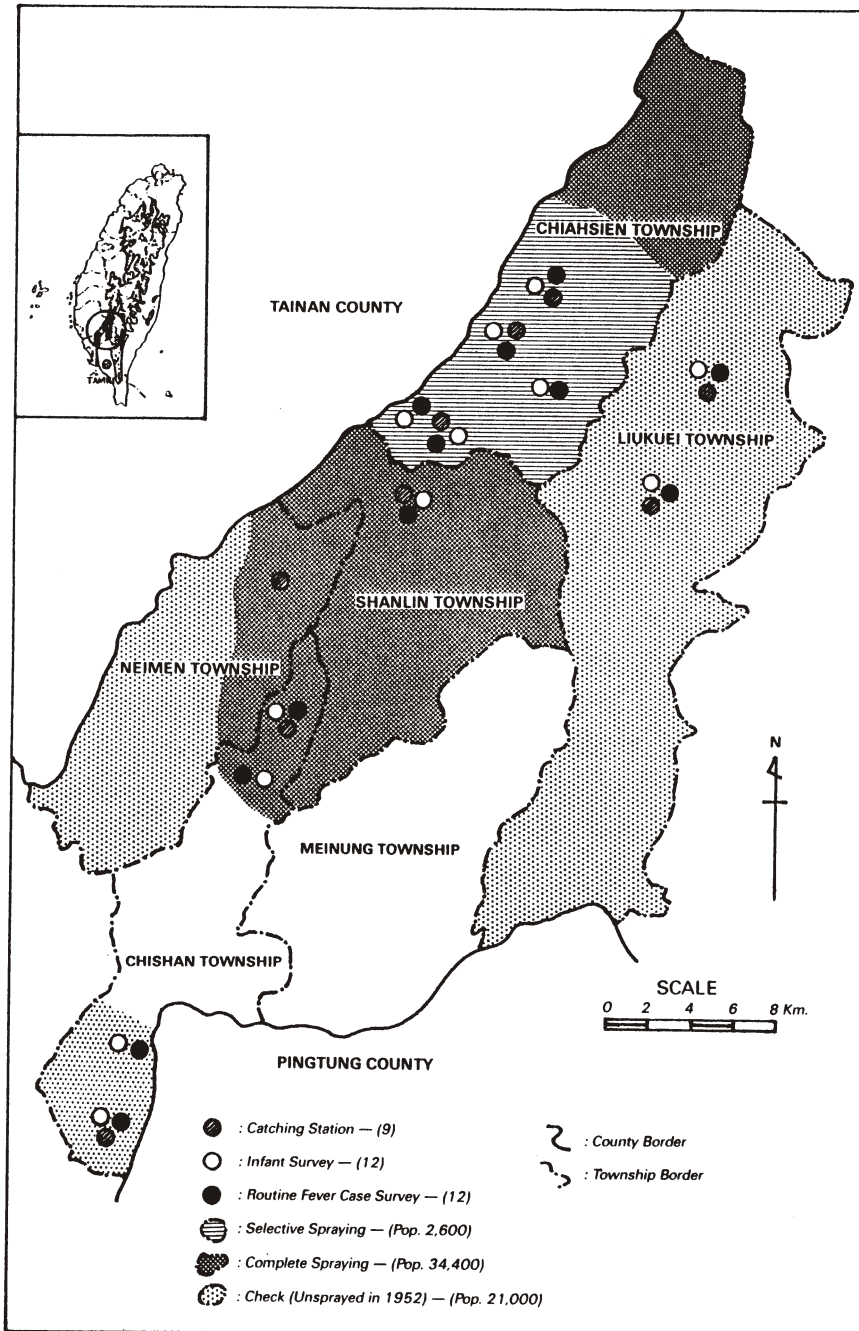 CHIAHSIEN TOWNSHIP
TAINAN COUNTY
LIUKUEI TOWNSHIP
SHANLIN TOWNSHIP
NEIMEN TOWNSHIP
N
MEINUNG TOWNSHIP
CHISHAN TOWNSHIP
SCALE
0 2 4 6 8 Km.
PINGTUNG COUNTY
: Catching Station — (9)
: Infant Survey — (12)
: Routine Fever Case Survey — (12)
: Selective Spraying — (Pop. 2,600)
: Complete Spraying — (Pop. 34,400)
: Check (Unsprayed in 1952) — (Pop. 21,000)
: County Border
: Township Border